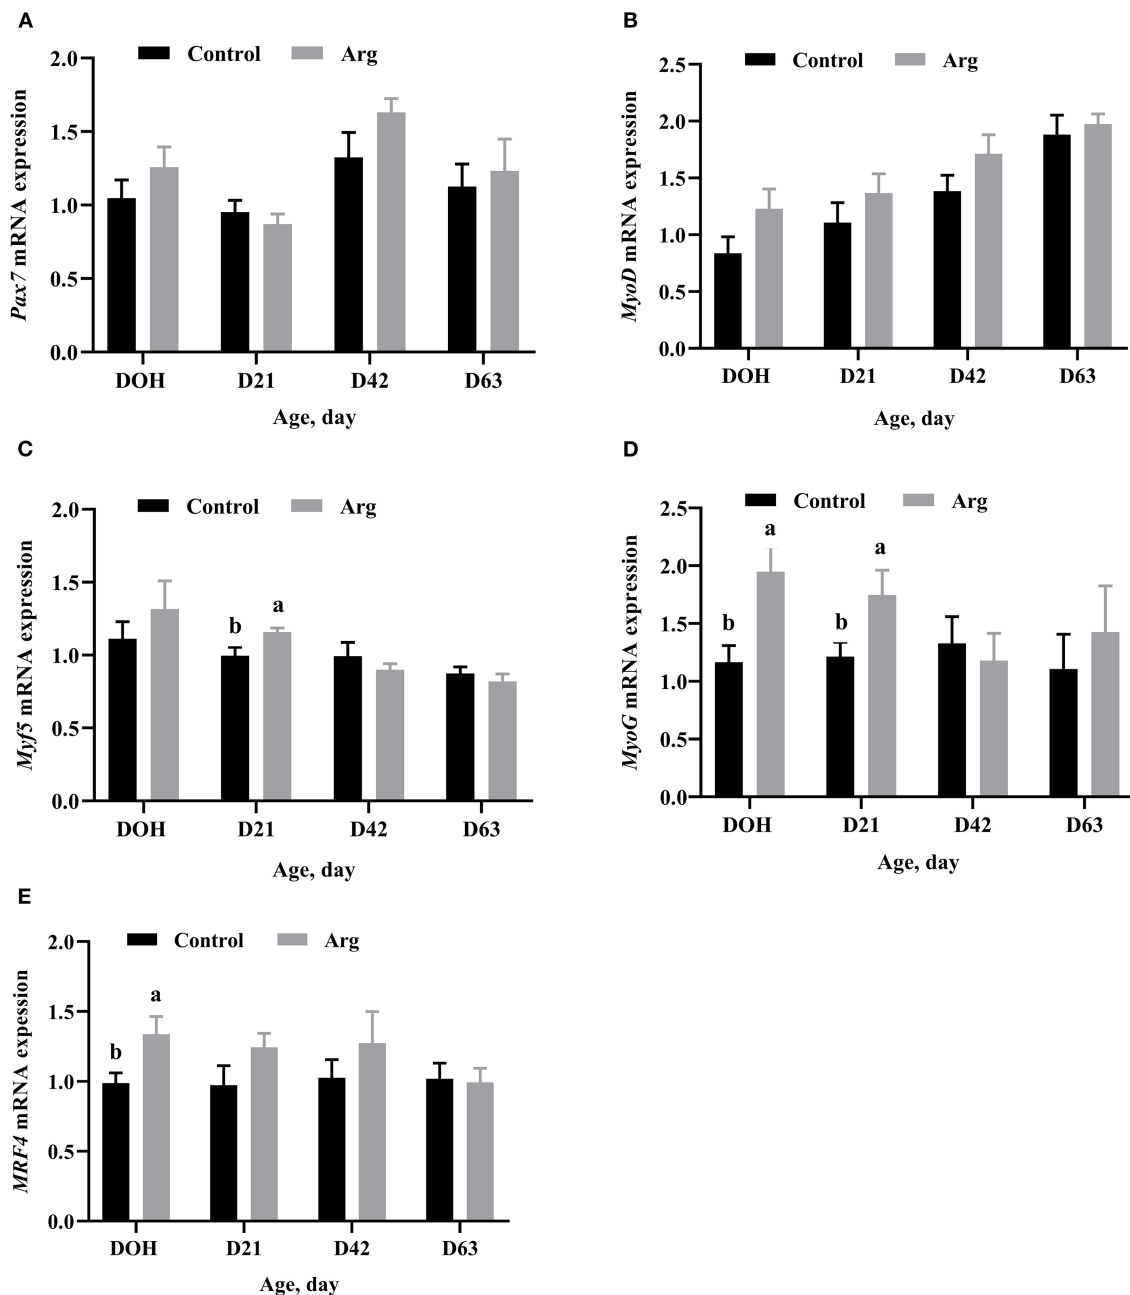 A
Control Arg
Pax7 mRNA expression
2.0
1.5
1.0
0.5
0.0
DOH D21 D42 D63
Age, day
B
Control Arg
MyoD mRNA expression
2.5
2.0
1.5
1.0
0.5
0.0
DOH D21 D42 D63
Age, day
C
Control Arg
Myf5 mRNA expression
2.0
1.5
1.0
0.5
0.0
b a
DOH D21 D42 D63
Age, day
D
Control Arg
MyoG mRNA expression
2.5
2.0
1.5
1.0
0.5
0.0
b a b a
DOH D21 D42 D63
Age, day
E
Control Arg
MRF4 mRNA expession
2.0
1.5
1.0
0.5
0.0
b a
DOH D21 D42 D63
Age, day